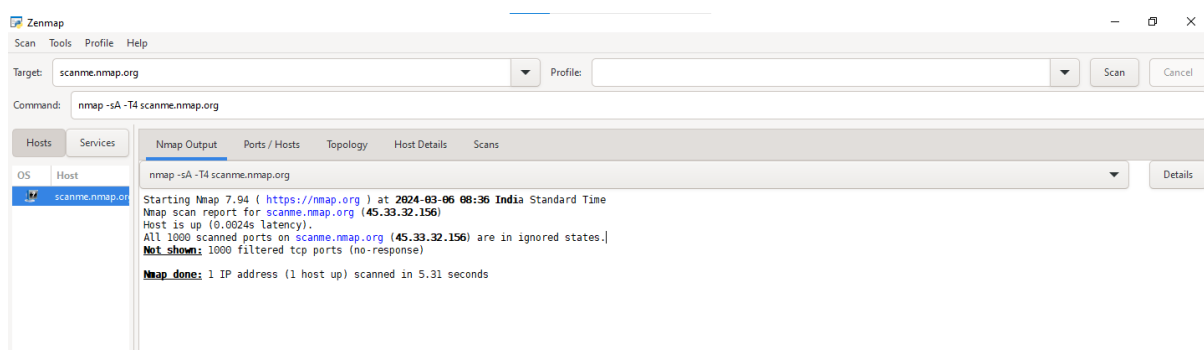 Zenmap
Scan Tools Profile Help
Target: scanme.nmap.org Profile: Scan Cancel
Command: nmap -sA -T4 scanme.nmap.org
Hosts Services Nmap Output Ports / Hosts Topology Host Details Scans
OS Host nmap -sA -T4 scanme.nmap.org Details
scanme.nmap.or
Starting Nmap 7.94 ( https://nmap.org ) at 2024-03-06 08:36 India Standard Time
Nmap scan report for scanme.nmap.org (45.33.32.156)
Host is up (0.0024s latency).
All 1000 scanned ports on scanme.nmap.org (45.33.32.156) are in ignored states.
Not shown: 1000 filtered tcp ports (no-response)
Nmap done: 1 IP address (1 host up) scanned in 5.31 seconds